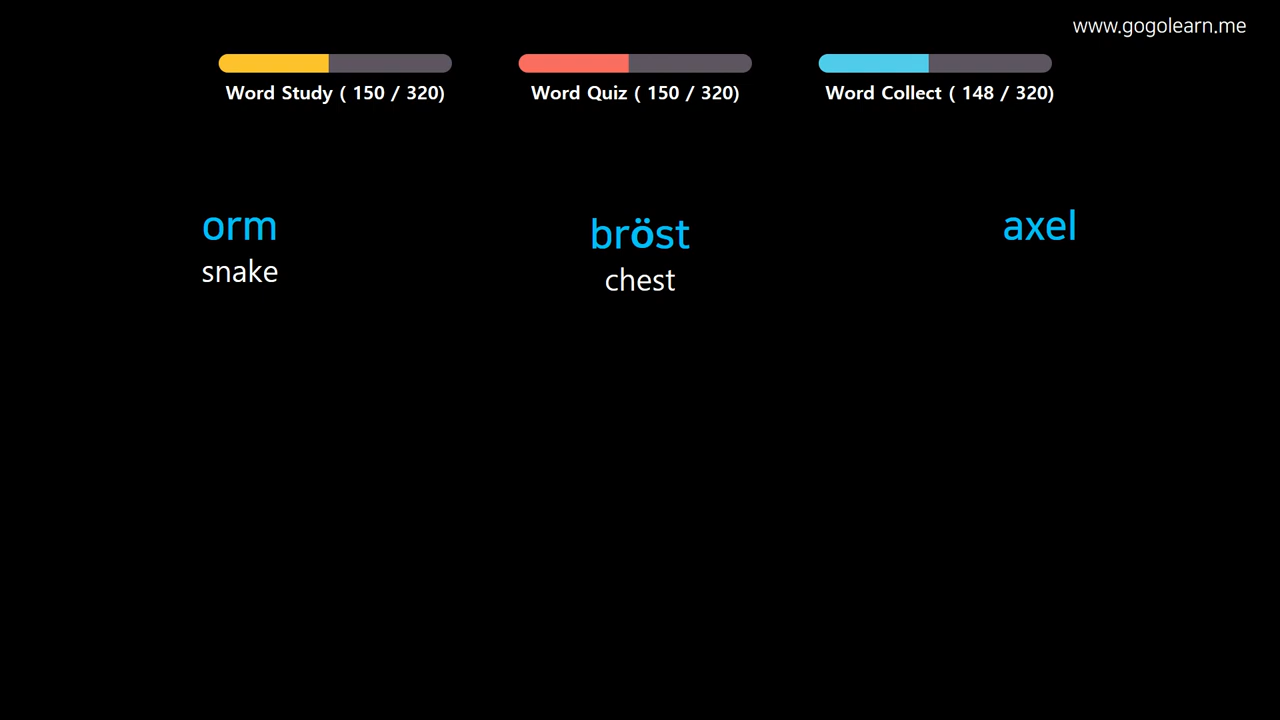 www.gogolearn.me
Word Study ( 150 / 320)
Word Quiz ( 150 / 320)
Word Collect ( 148 / 320)
orm
snake
bröst
chest
axel